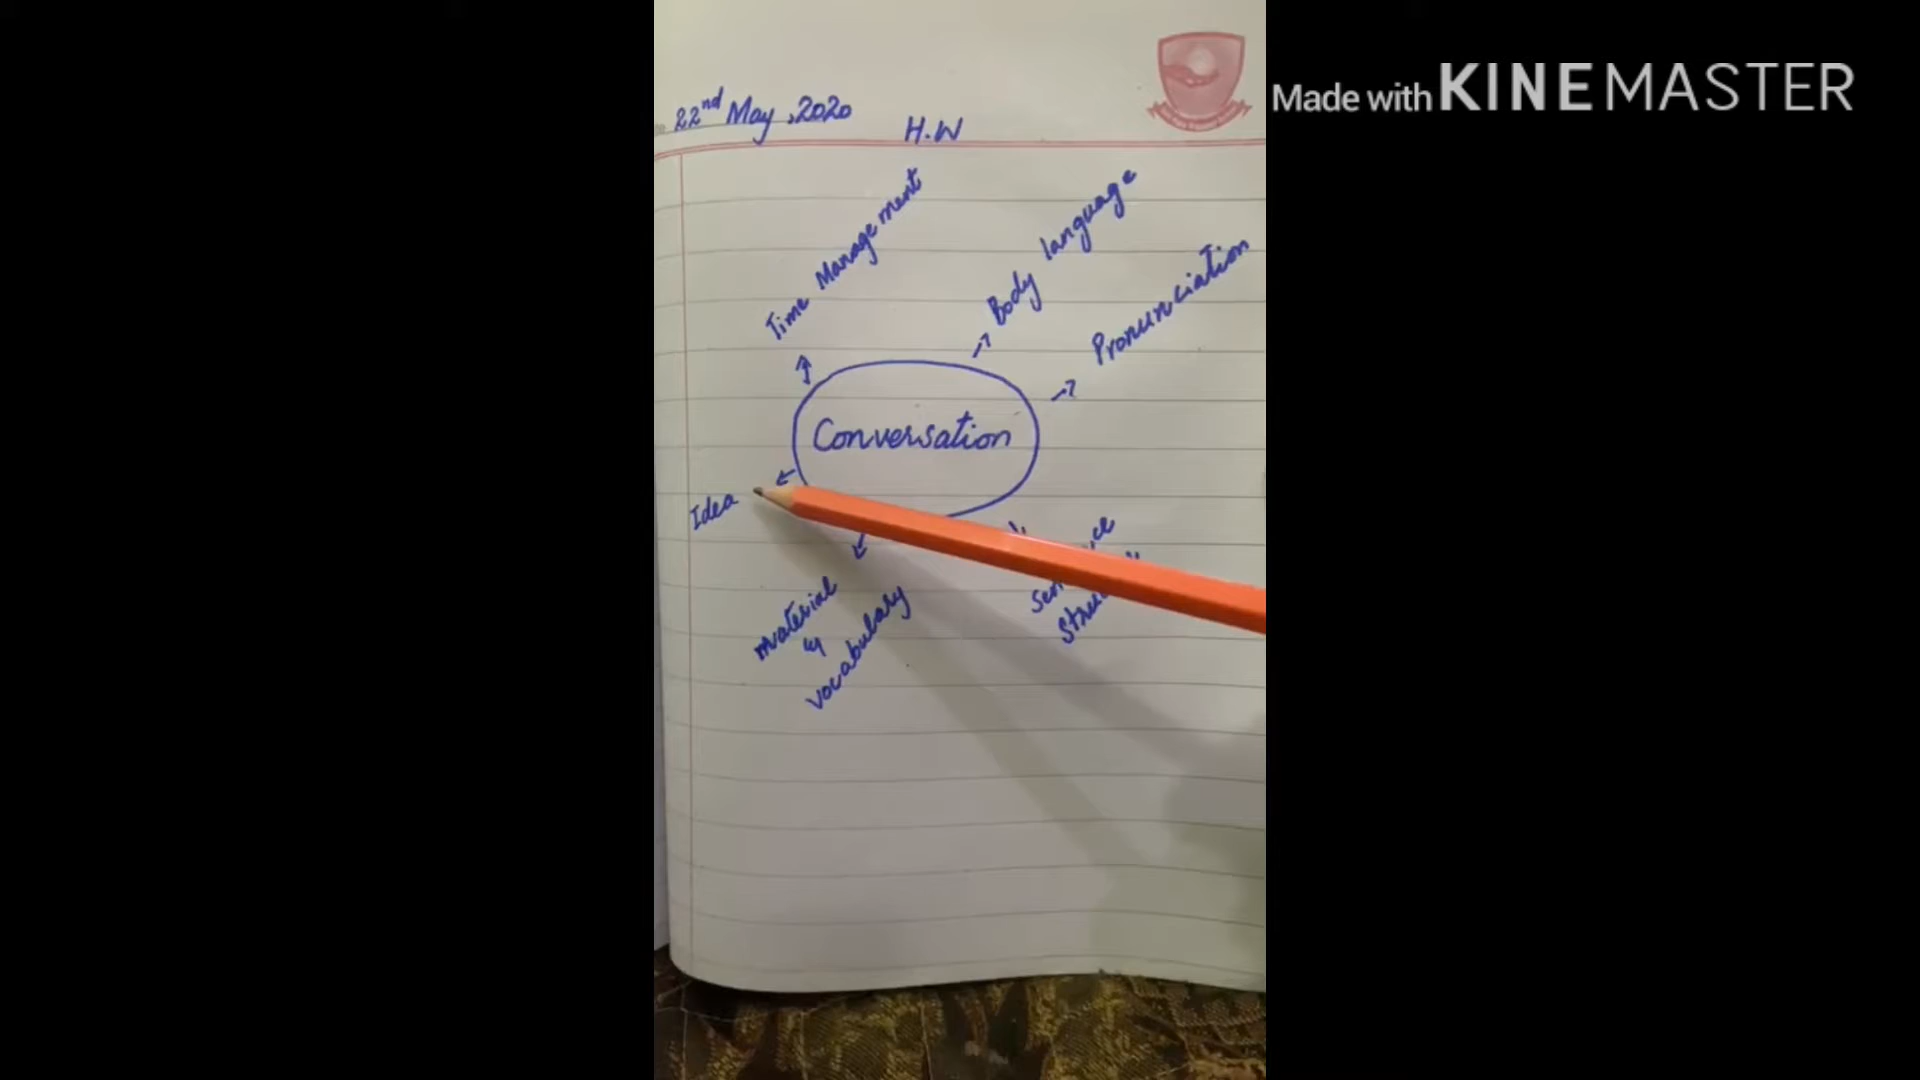 Made with KINEMASTER
22nd May, 2020
H.W
Time Management
Body language
Pronunciation
Conversation
Idea
material
vocabulary